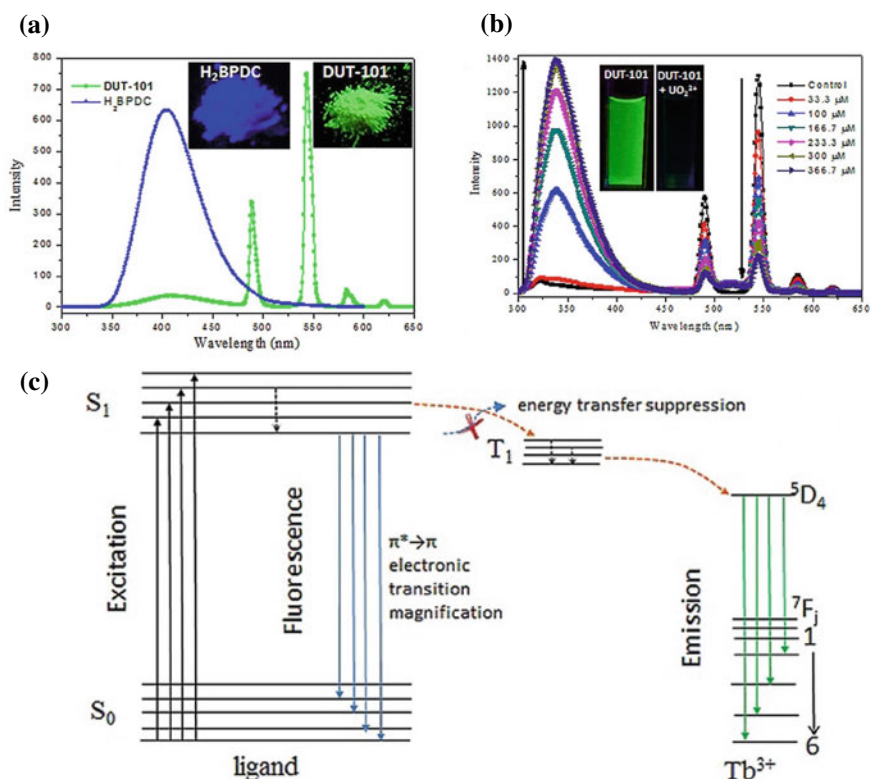 (a)
800
700
600
500
400
300
200
100
0
Intensity
300 350 400 450 500 550 600 650
Wavelength (nm)
DUT-101
H₂BPDC
H₂BPDC
DUT-101
(b)
1400
1200
1000
800
600
400
200
0
Intensity
300 350 400 450 500 550 600 650
Wavelength (nm)
DUT-101
DUT-101
+ UO₂²⁺
Control
33.3 μM
100 μM
166.7 μM
233.3 μM
300 μM
366.7 μM
(c)
S₁
S₀
Excitation
Fluorescence
π*→π
electronic
transition
magnification
energy transfer suppression
T₁
⁵D₄
⁷Fⱼ
1
6
Emission
ligand
Tb³⁺